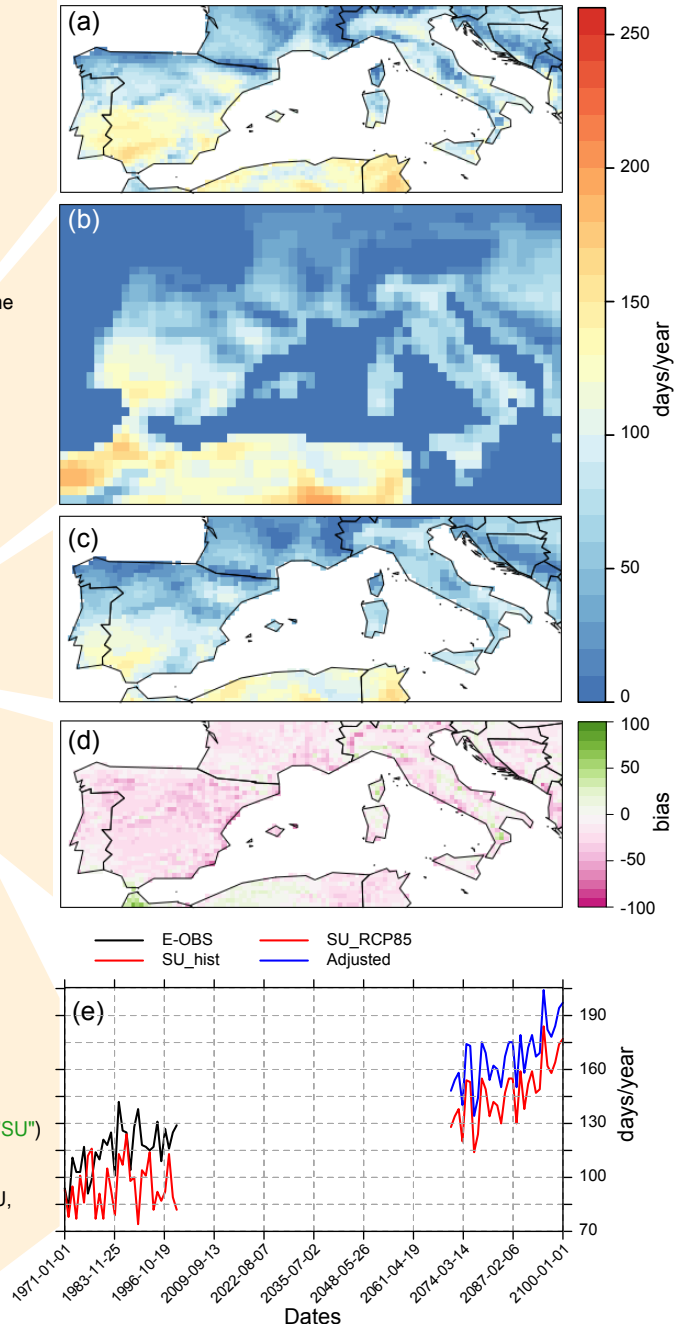 (a)
250
200
150
100
50
0
days/year
(b)
ne
(c)
(d)
100
50
0
-50
-100
bias
E-OBS
SU_RCP85
SU_hist
Adjusted
(e)
190
160
130
100
70
days/year
SU")
J,
1971-01-01
1983-11-25
1996-10-19
2009-09-13
2022-08-07
2035-07-02
2048-05-26
2061-04-19
2074-03-14
2087-02-06
2100-01-01
Dates